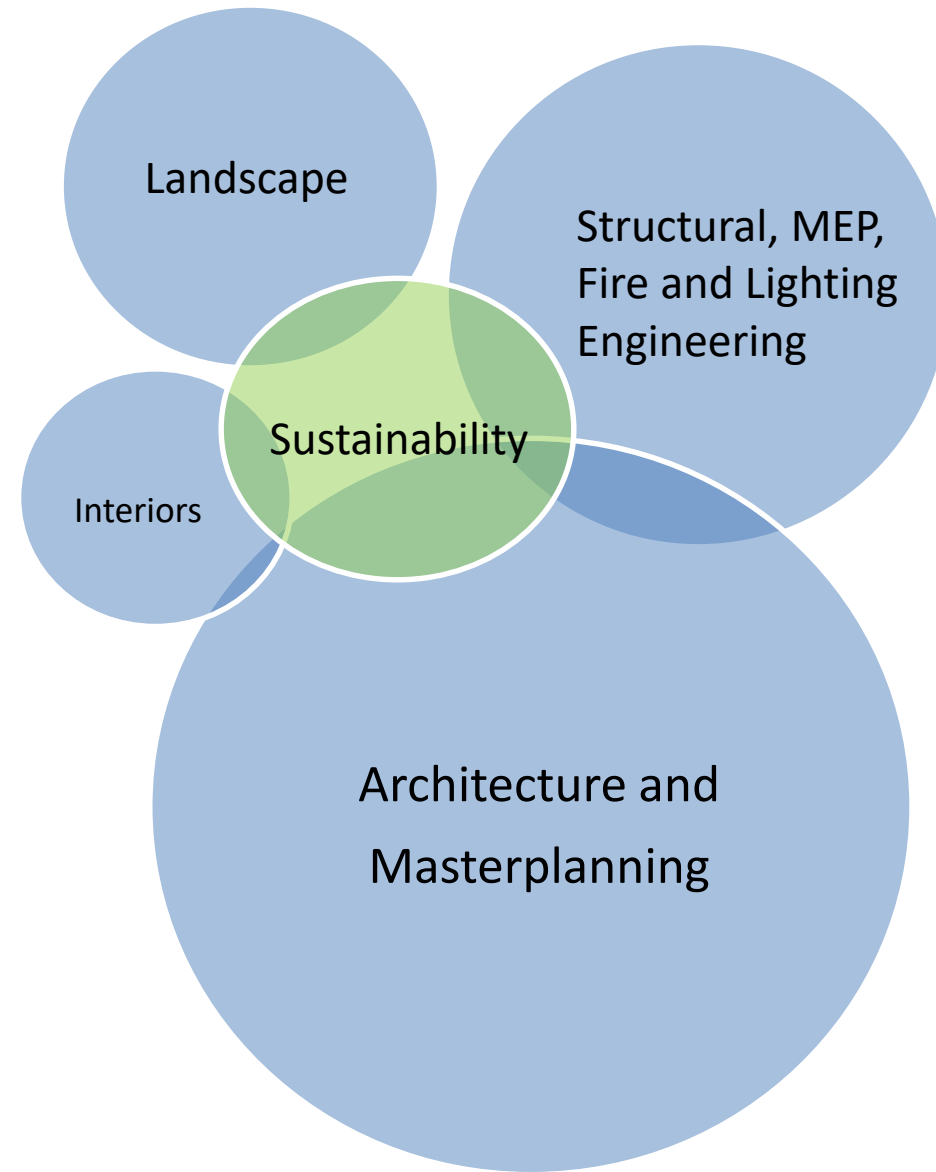 Landscape
Structural, MEP,
Fire and Lighting
Engineering
Sustainability
Interiors
Architecture and
Masterplanning